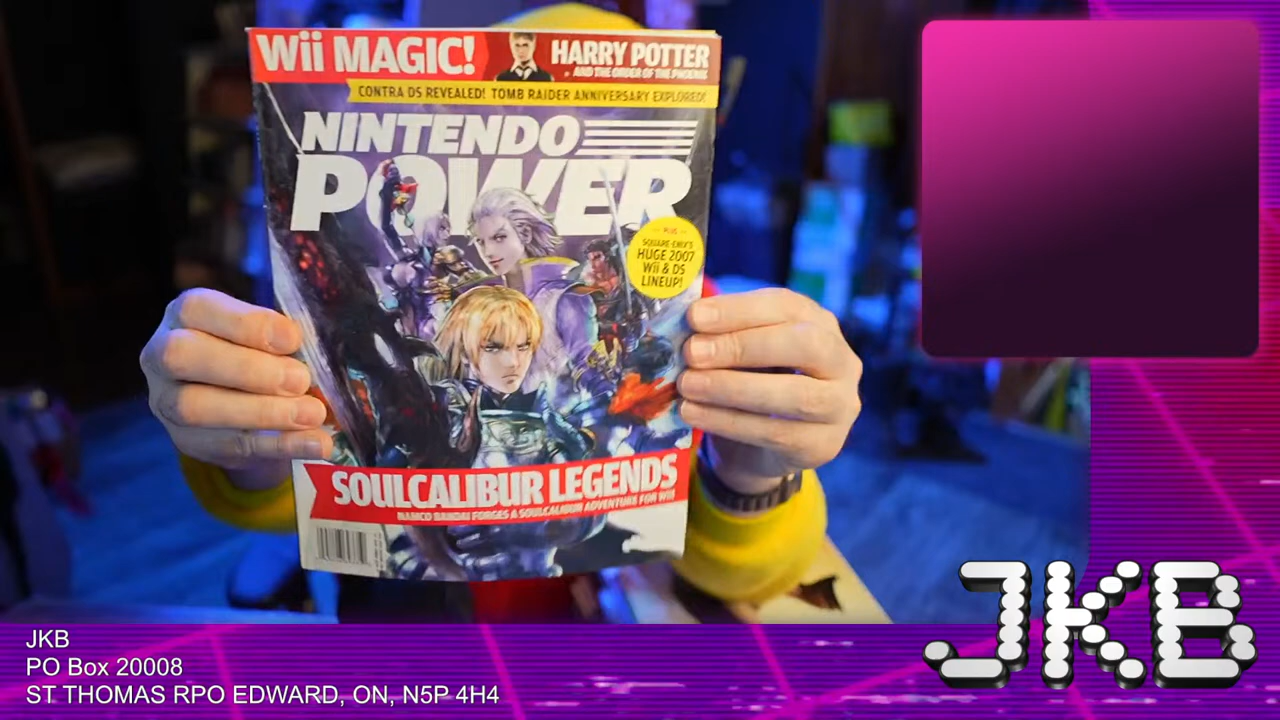 Wii MAGIC!
HARRY POTTER
AND THE ORDER OF THE PHOENIX
CONTRA DS REVEALED! TOMB RAIDER ANNIVERSARY EXPLORED!
NINTENDO
POWER
PLUS
SQUARE-ENIX'S
HUGE 2007
Wii & DS
LINEUP!
SOULCALIBUR LEGENDS
NAMCO BANDAI FORGES A SOULCALIBUR ADVENTURE FOR WII
JKB
JKB
PO Box 20008
ST THOMAS RPO EDWARD, ON, N5P 4H4